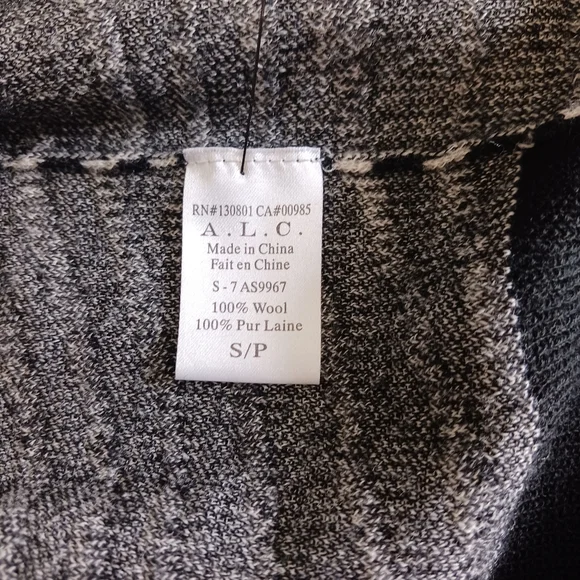 RN#130801 CA#00985
A.L.C.
Made in China
Fait en Chine
S - 7 AS9967
100% Wool
100% Pur Laine
S/P